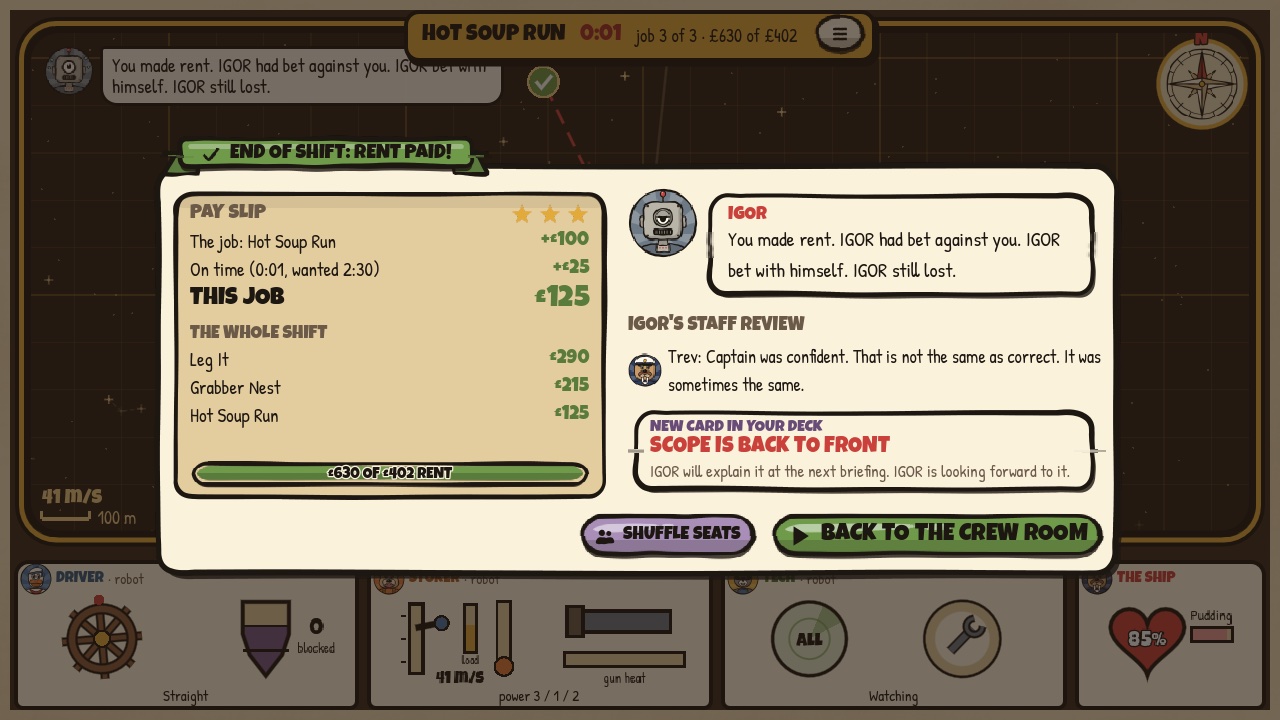 HOT SOUP RUN 0:01 job 3 of 3 · £630 of £402
You made rent. IGOR had bet against you. IGOR bet with
himself. IGOR still lost.
N
END OF SHIFT: RENT PAID!
PAY SLIP
The job: Hot Soup Run +£100
On time (0:01, wanted 2:30) +£25
THIS JOB £125
THE WHOLE SHIFT
Leg It £290
Grabber Nest £215
Hot Soup Run £125
£630 OF £402 RENT
IGOR
You made rent. IGOR had bet against you. IGOR
bet with himself. IGOR still lost.
IGOR'S STAFF REVIEW
Trev: Captain was confident. That is not the same as correct. It was
sometimes the same.
NEW CARD IN YOUR DECK
SCOPE IS BACK TO FRONT
IGOR will explain it at the next briefing. IGOR is looking forward to it.
SHUFFLE SEATS
BACK TO THE CREW ROOM
41 m/s
100 m
DRIVER · robot
0
blocked
Straight
STOKER · robot
load
41 m/s
gun heat
power 3 / 1 / 2
TECH · robot
ALL
Watching
THE SHIP
85%
Pudding